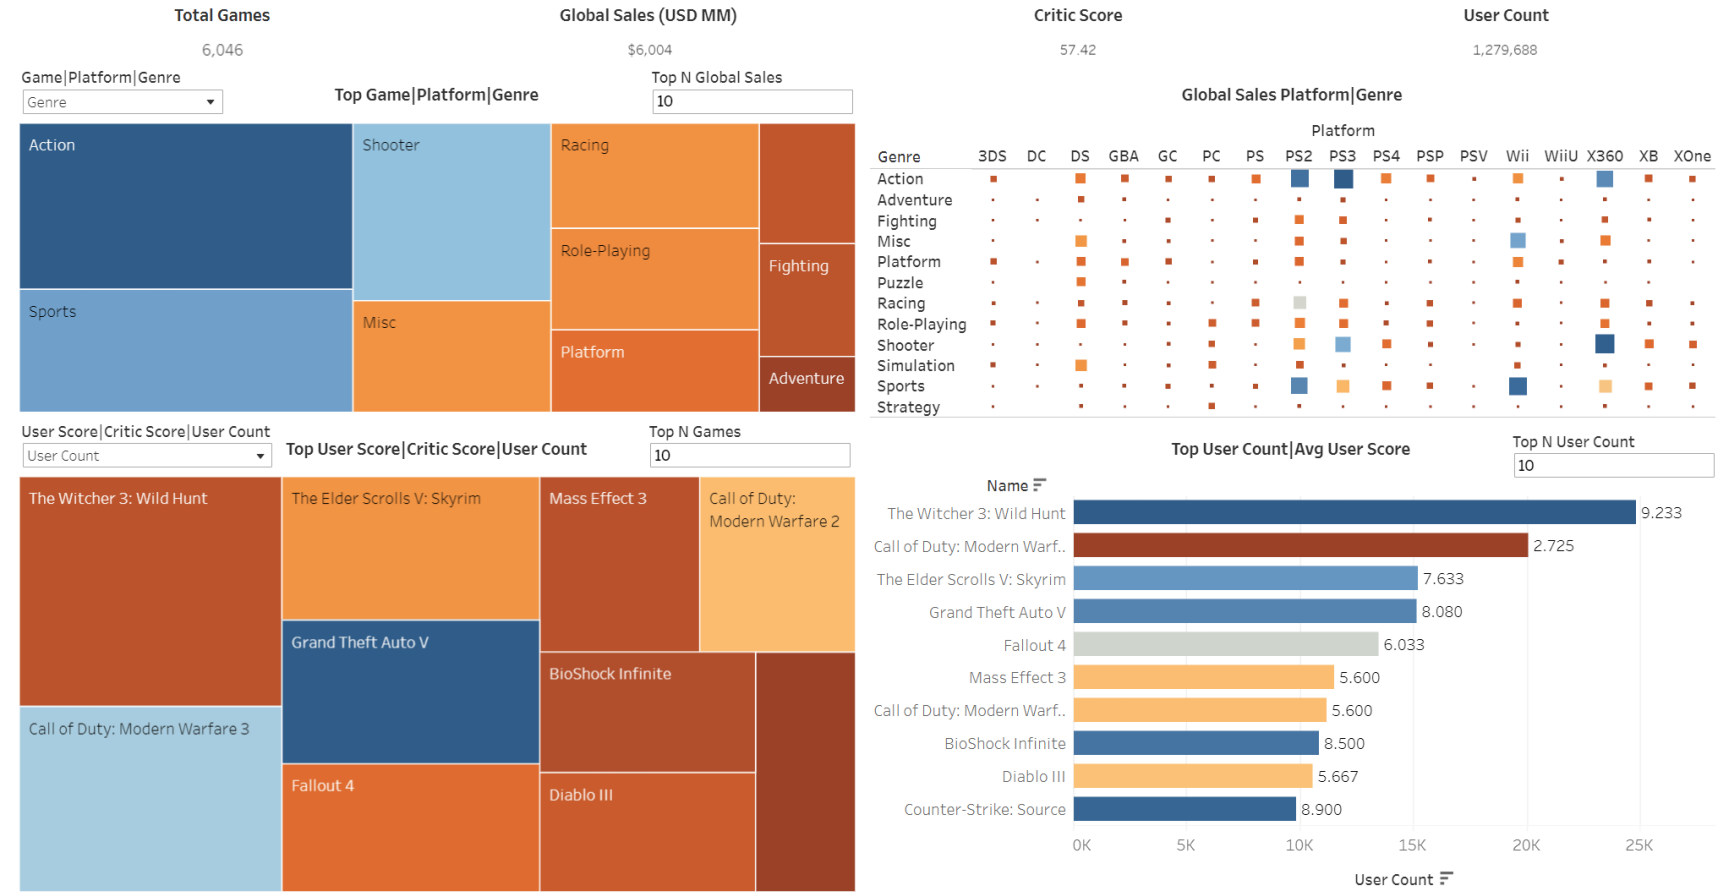 Total Games
Global Sales (USD MM)
Critic Score
User Count
6,046
$6,004
57.42
1,279,688
Game|Platform|Genre
Genre
Top Game|Platform|Genre
Top N Global Sales
10
Action
Sports
Shooter
Misc
Racing
Role-Playing
Platform
Fighting
Adventure
Global Sales Platform|Genre
Platform
Genre 3DS DC DS GBA GC PC PS PS2 PS3 PS4 PSP PSV Wii WiiU X360 XB XOne
Action
Adventure
Fighting
Misc
Platform
Puzzle
Racing
Role-Playing
Shooter
Simulation
Sports
Strategy
User Score|Critic Score|User Count
User Count
Top User Score|Critic Score|User Count
Top N Games
10
The Witcher 3: Wild Hunt
Call of Duty: Modern Warfare 3
The Elder Scrolls V: Skyrim
Grand Theft Auto V
Fallout 4
Mass Effect 3
Call of Duty:
Modern Warfare 2
BioShock Infinite
Diablo III
Top User Count|Avg User Score
Top N User Count
10
Name
The Witcher 3: Wild Hunt 9.233
Call of Duty: Modern Warf.. 2.725
The Elder Scrolls V: Skyrim 7.633
Grand Theft Auto V 8.080
Fallout 4 6.033
Mass Effect 3 5.600
Call of Duty: Modern Warf.. 5.600
BioShock Infinite 8.500
Diablo III 5.667
Counter-Strike: Source 8.900
0K 5K 10K 15K 20K 25K
User Count